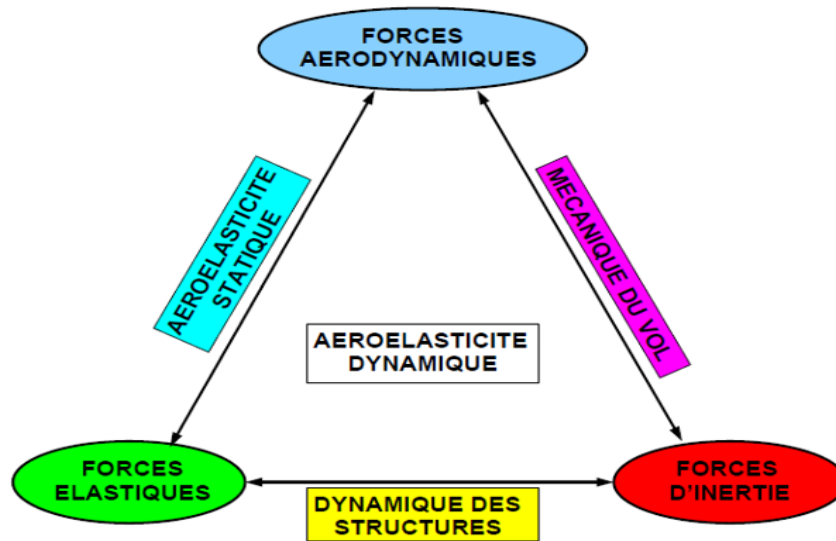 FORCES
AERODYNAMIQUES
AEROELASTICITE
STATIQUE
MECANIQUE DU VOL
AEROELASTICITE
DYNAMIQUE
FORCES
ELASTIQUES
FORCES
D'INERTIE
DYNAMIQUE DES
STRUCTURES